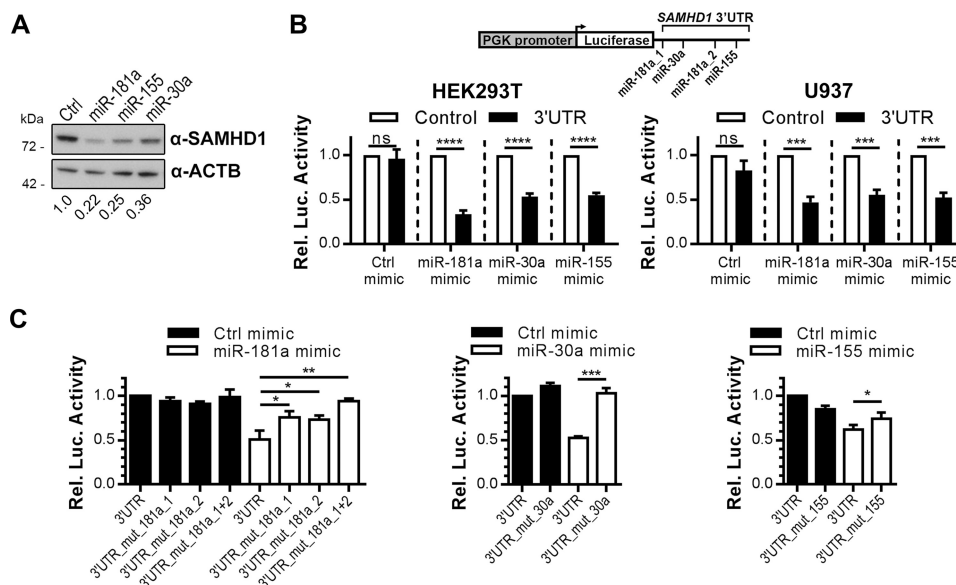 A
Ctrl
miR-181a
miR-155
miR-30a
kDa
72 -
α-SAMHD1
42 -
α-ACTB
1.0
0.22
0.25
0.36
B
SAMHD1 3'UTR
PGK promoter
Luciferase
miR-181a_1
miR-30a
miR-181a_2
miR-155
HEK293T
Control
3'UTR
Rel. Luc. Activity
1.0
0.5
0.0
ns
****
****
****
Ctrl mimic
miR-181a mimic
miR-30a mimic
miR-155 mimic
U937
Control
3'UTR
Rel. Luc. Activity
1.0
0.5
0.0
ns
***
***
***
Ctrl mimic
miR-181a mimic
miR-30a mimic
miR-155 mimic
C
Ctrl mimic
miR-181a mimic
Rel. Luc. Activity
1.0
0.5
0.0
**
*
*
3'UTR
3'UTR_mut_181a_1
3'UTR_mut_181a_2
3'UTR_mut_181a_1+2
3'UTR
3'UTR_mut_181a_1
3'UTR_mut_181a_2
3'UTR_mut_181a_1+2
Ctrl mimic
miR-30a mimic
Rel. Luc. Activity
1.0
0.5
0.0
***
3'UTR
3'UTR_mut_30a
3'UTR
3'UTR_mut_30a
Ctrl mimic
miR-155 mimic
Rel. Luc. Activity
1.0
0.5
0.0
*
3'UTR
3'UTR_mut_155
3'UTR
3'UTR_mut_155